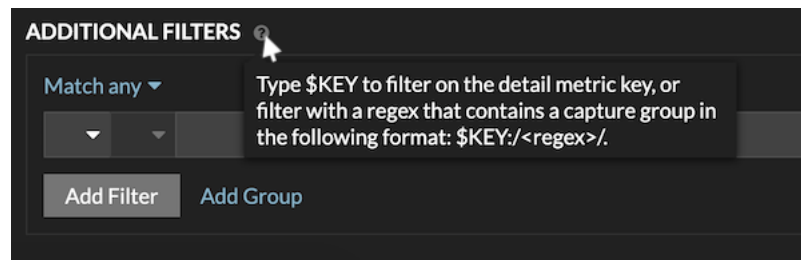 ADDITIONAL FILTERS ?
Match any
Type $KEY to filter on the detail metric key, or
filter with a regex that contains a capture group in
the following format: $KEY:/<regex>/.
Add Filter Add Group